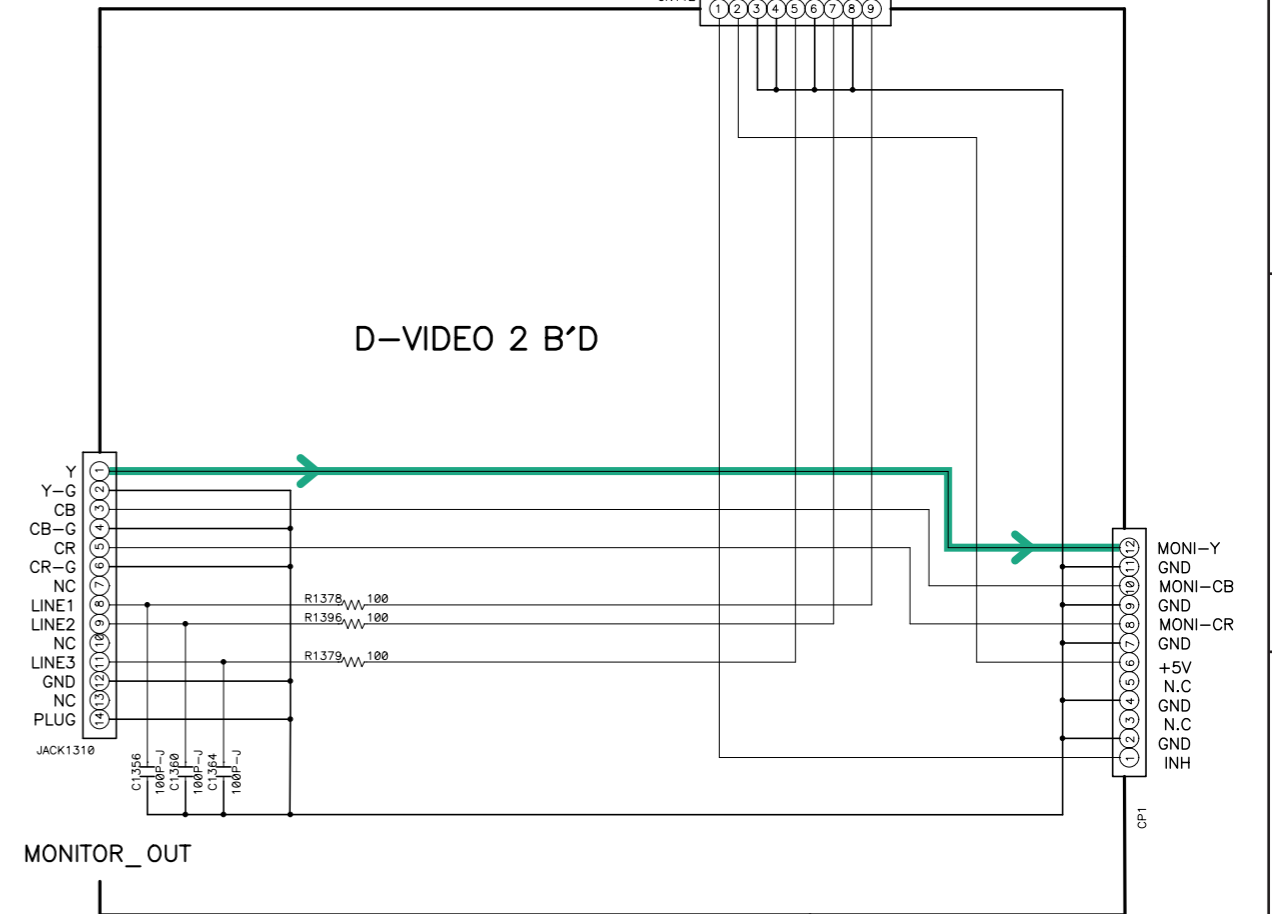 1 2 3 4 5 6 7 8 9
D-VIDEO 2 B'D
Y 1
Y-G 2
CB 3
CB-G 4
CR 5
CR-G 6
NC 7
LINE1 8 R1378 100
LINE2 9 R1396 100
NC 10
LINE3 11 R1379 100
GND 12
NC 13
PLUG 14
JACK1310
C1356 100P-J
C1360 100P-J
C1364 100P-J
12 MONI-Y
11 GND
10 MONI-CB
9 GND
8 MONI-CR
7 GND
6 +5V
5 N.C
4 GND
3 N.C
2 GND
1 INH
CP1
MONITOR_OUT